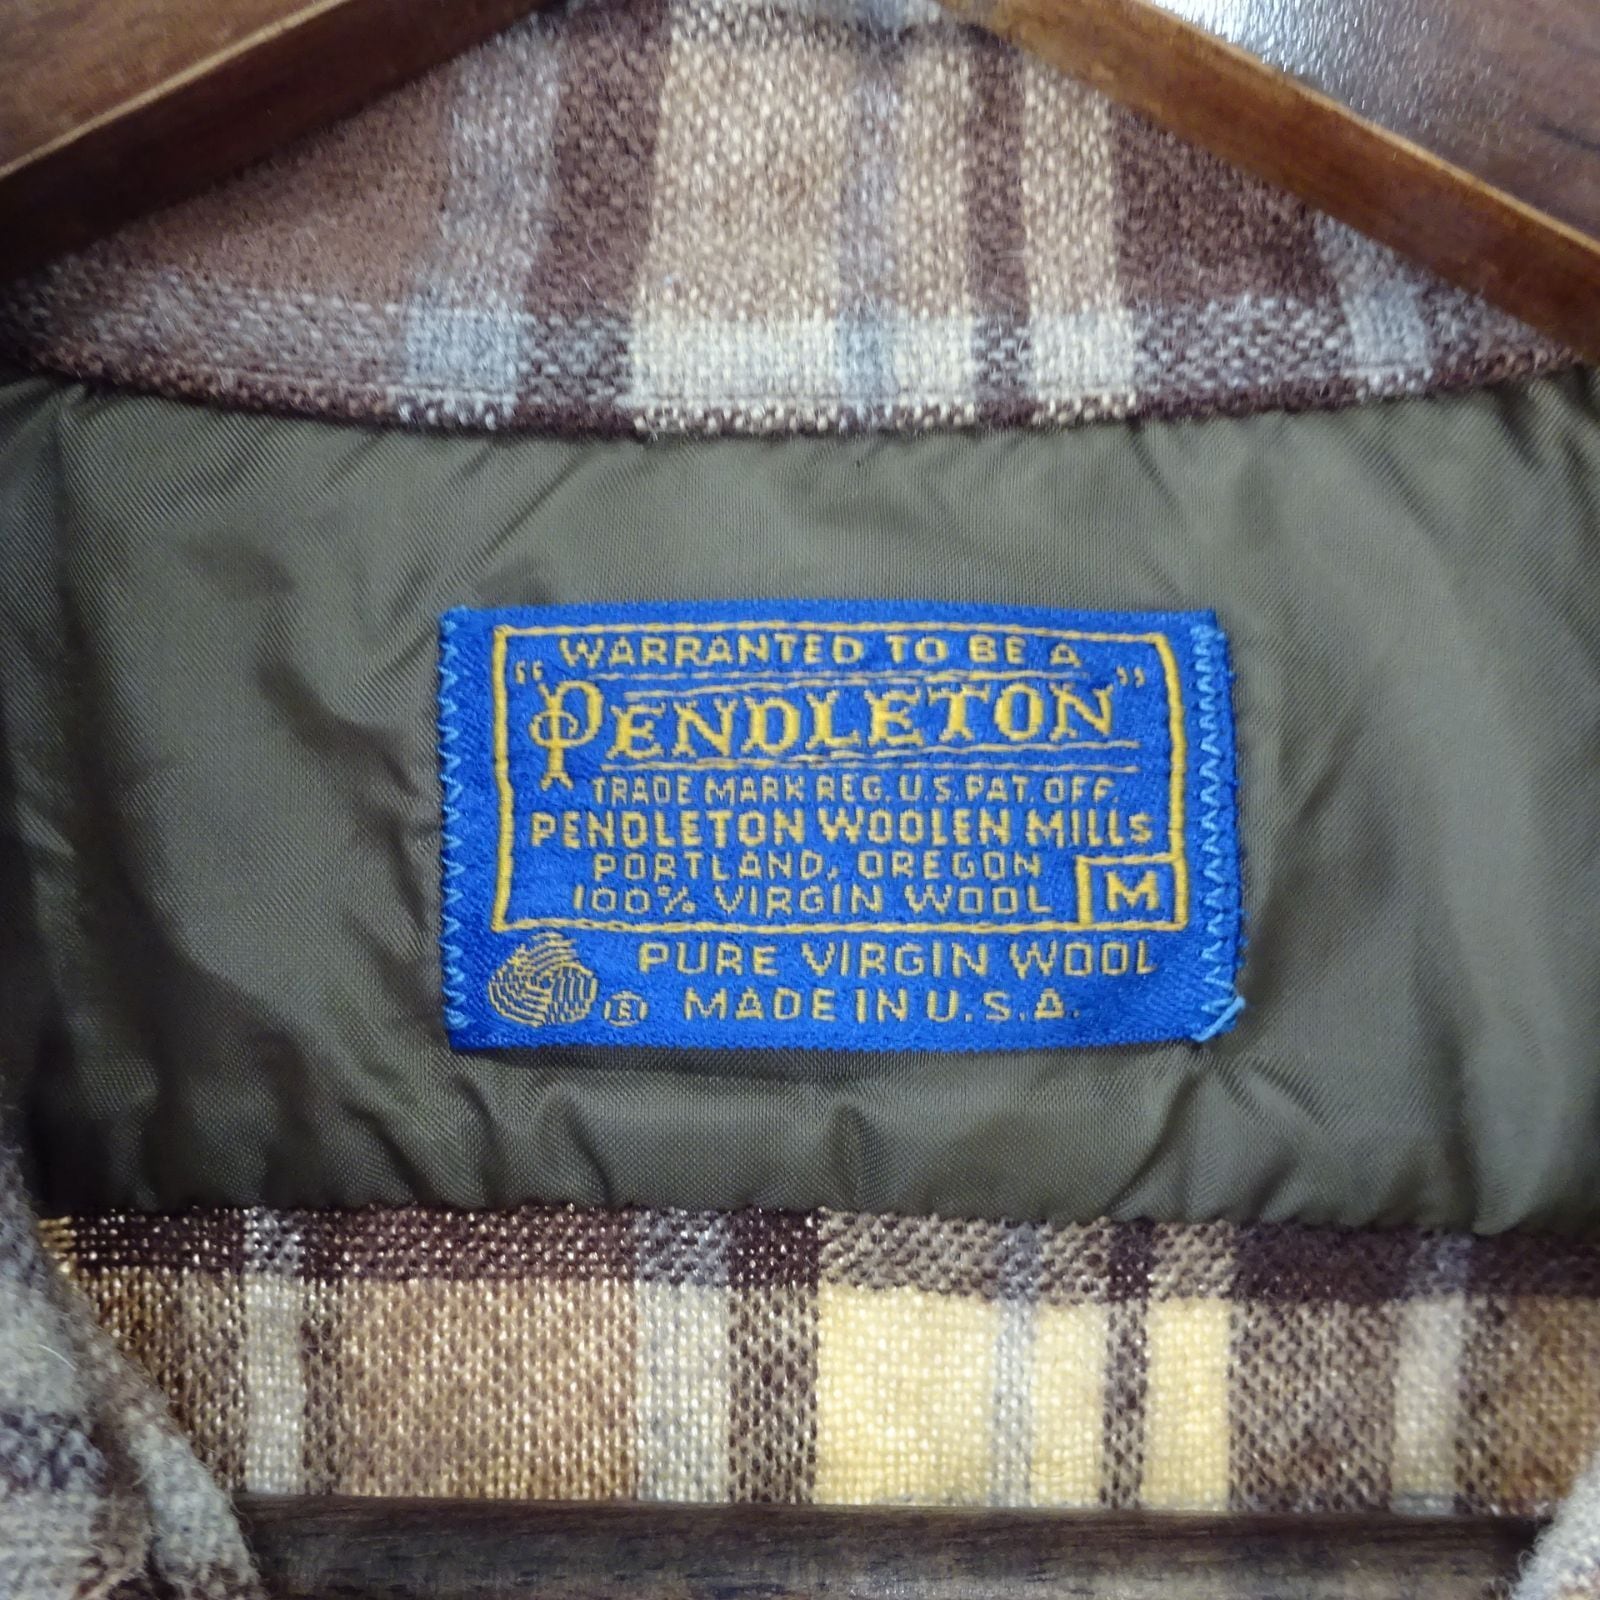 WARRANTED TO BE A
"PENDLETON"
TRADE MARK REG. U.S. PAT. OFF.
PENDLETON WOOLEN MILLS
PORTLAND, OREGON
100% VIRGIN WOOL M
PURE VIRGIN WOOL
® MADE IN U.S.A.